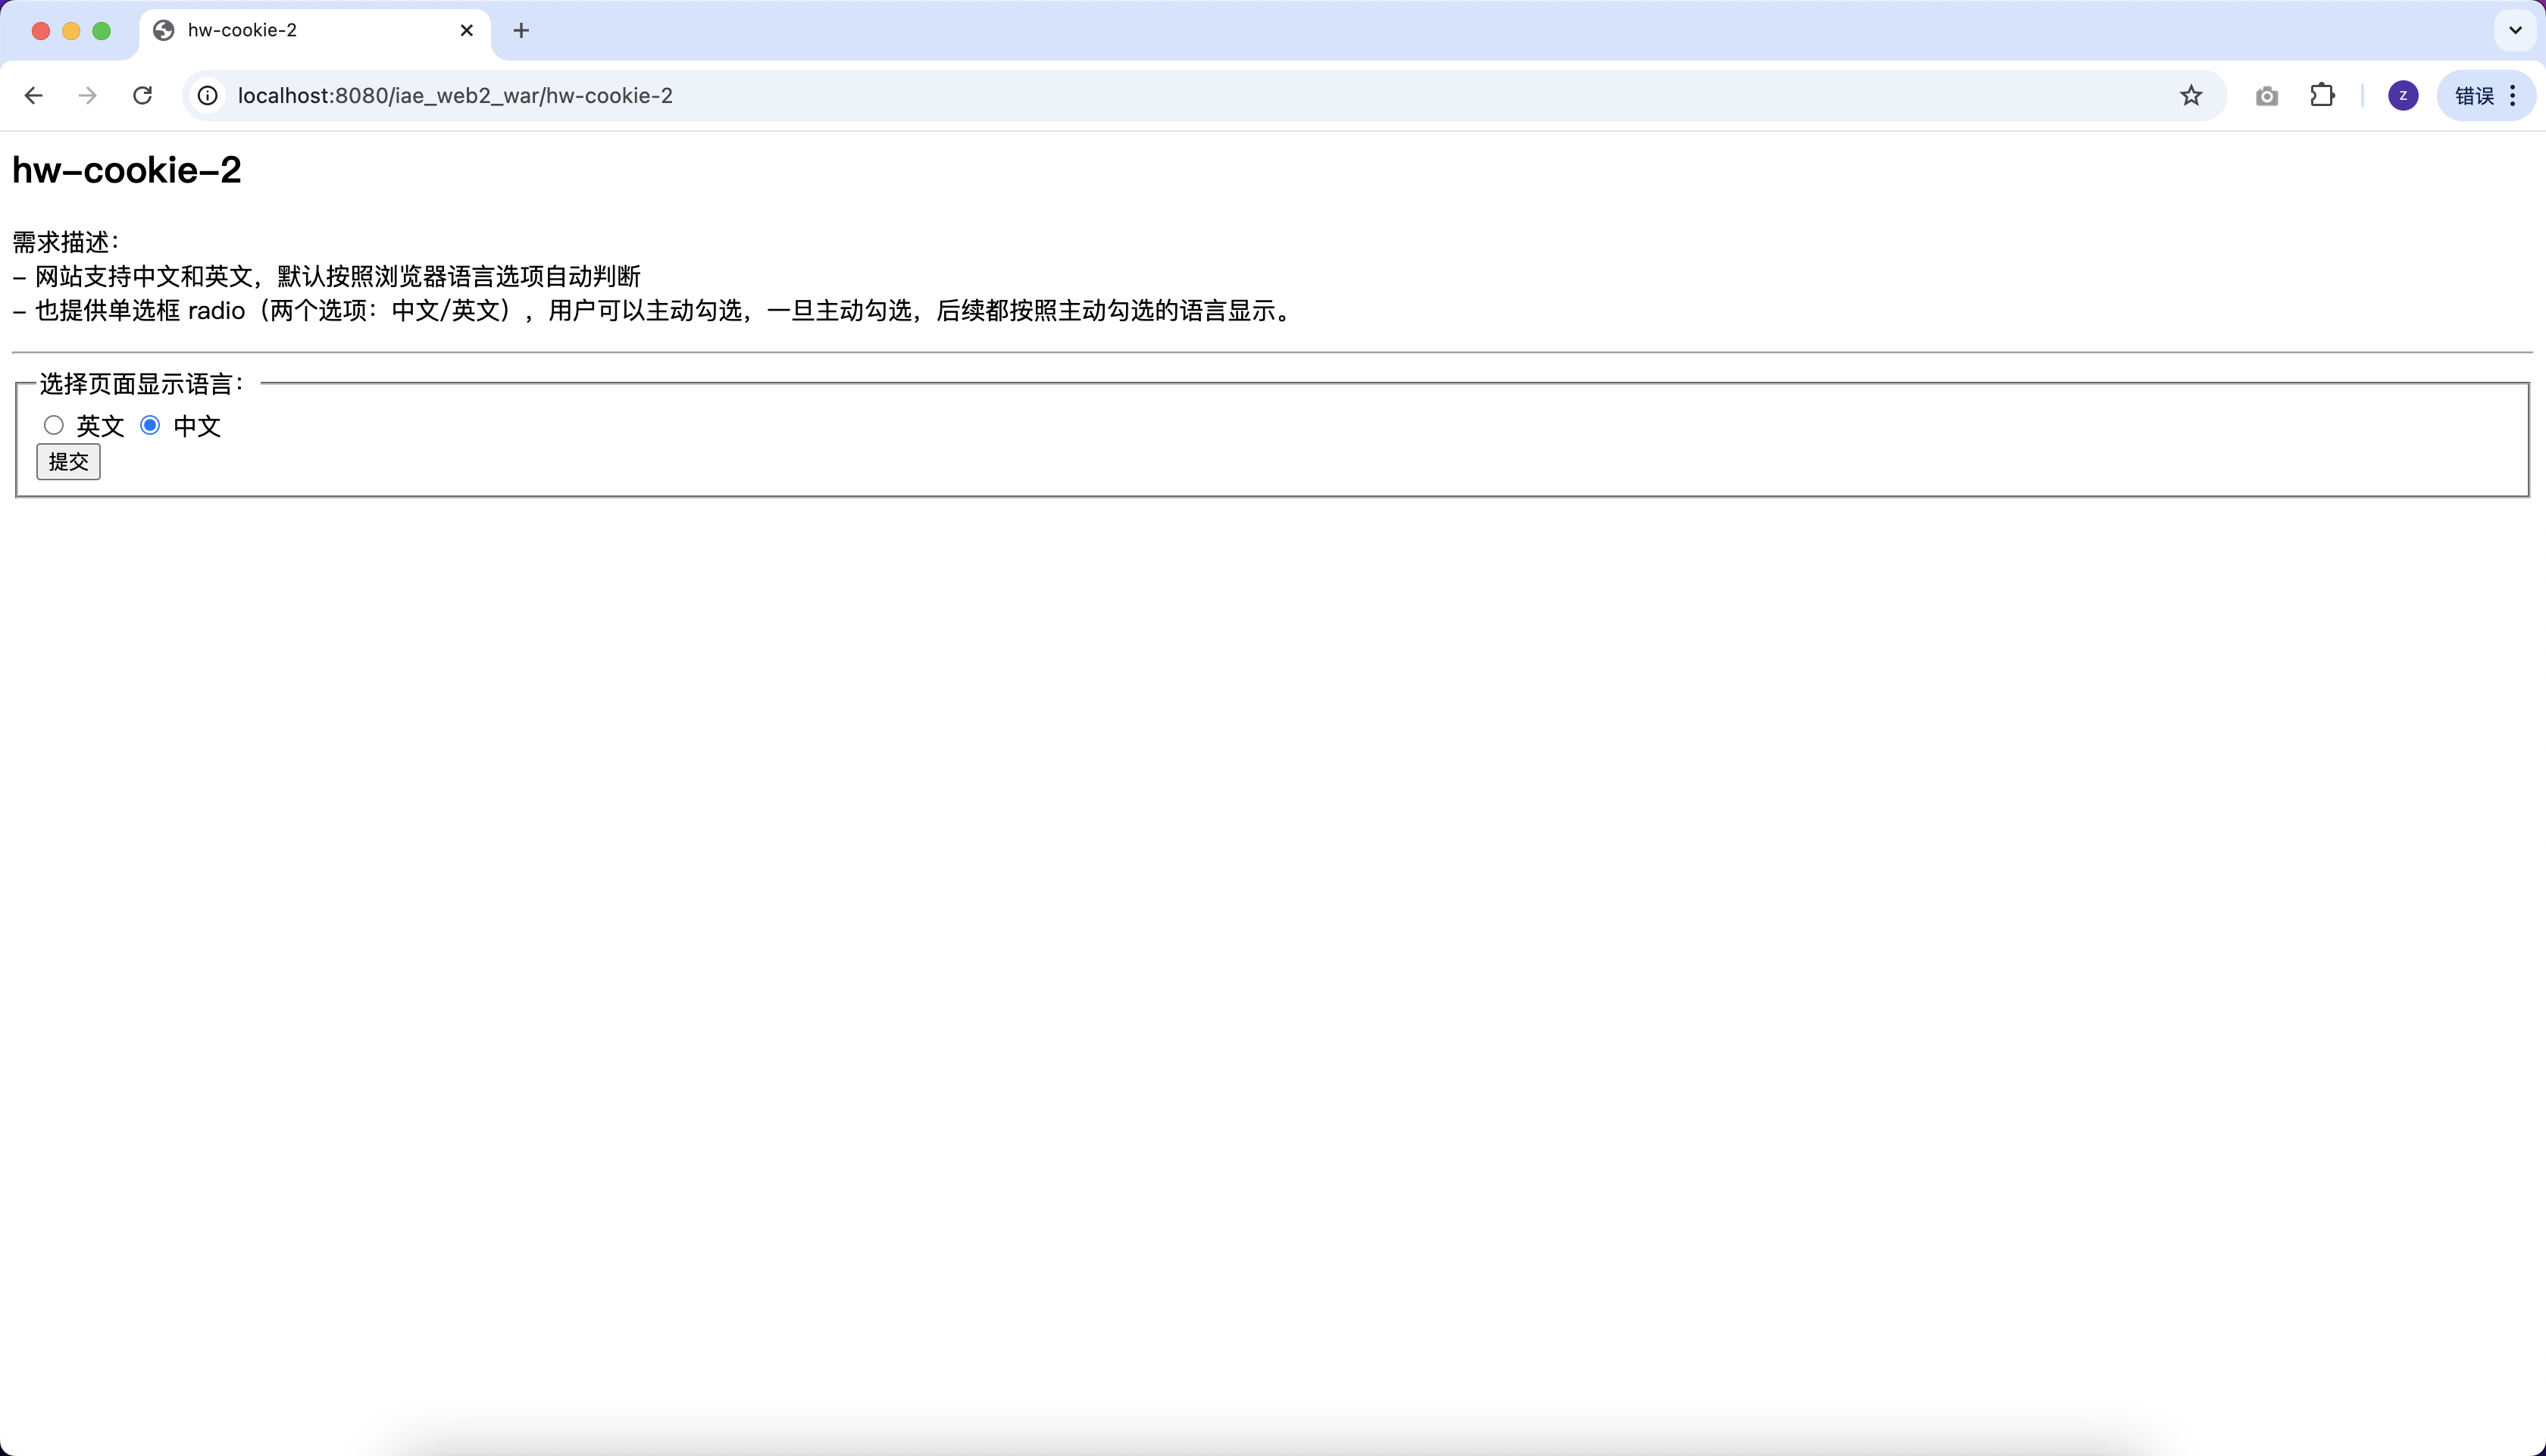 hw-cookie-2
localhost:8080/iae_web2_war/hw-cookie-2
z
错误
hw-cookie-2
需求描述：
- 网站支持中文和英文，默认按照浏览器语言选项自动判断
- 也提供单选框 radio（两个选项：中文/英文），用户可以主动勾选，一旦主动勾选，后续都按照主动勾选的语言显示。
选择页面显示语言：
英文 中文
提交